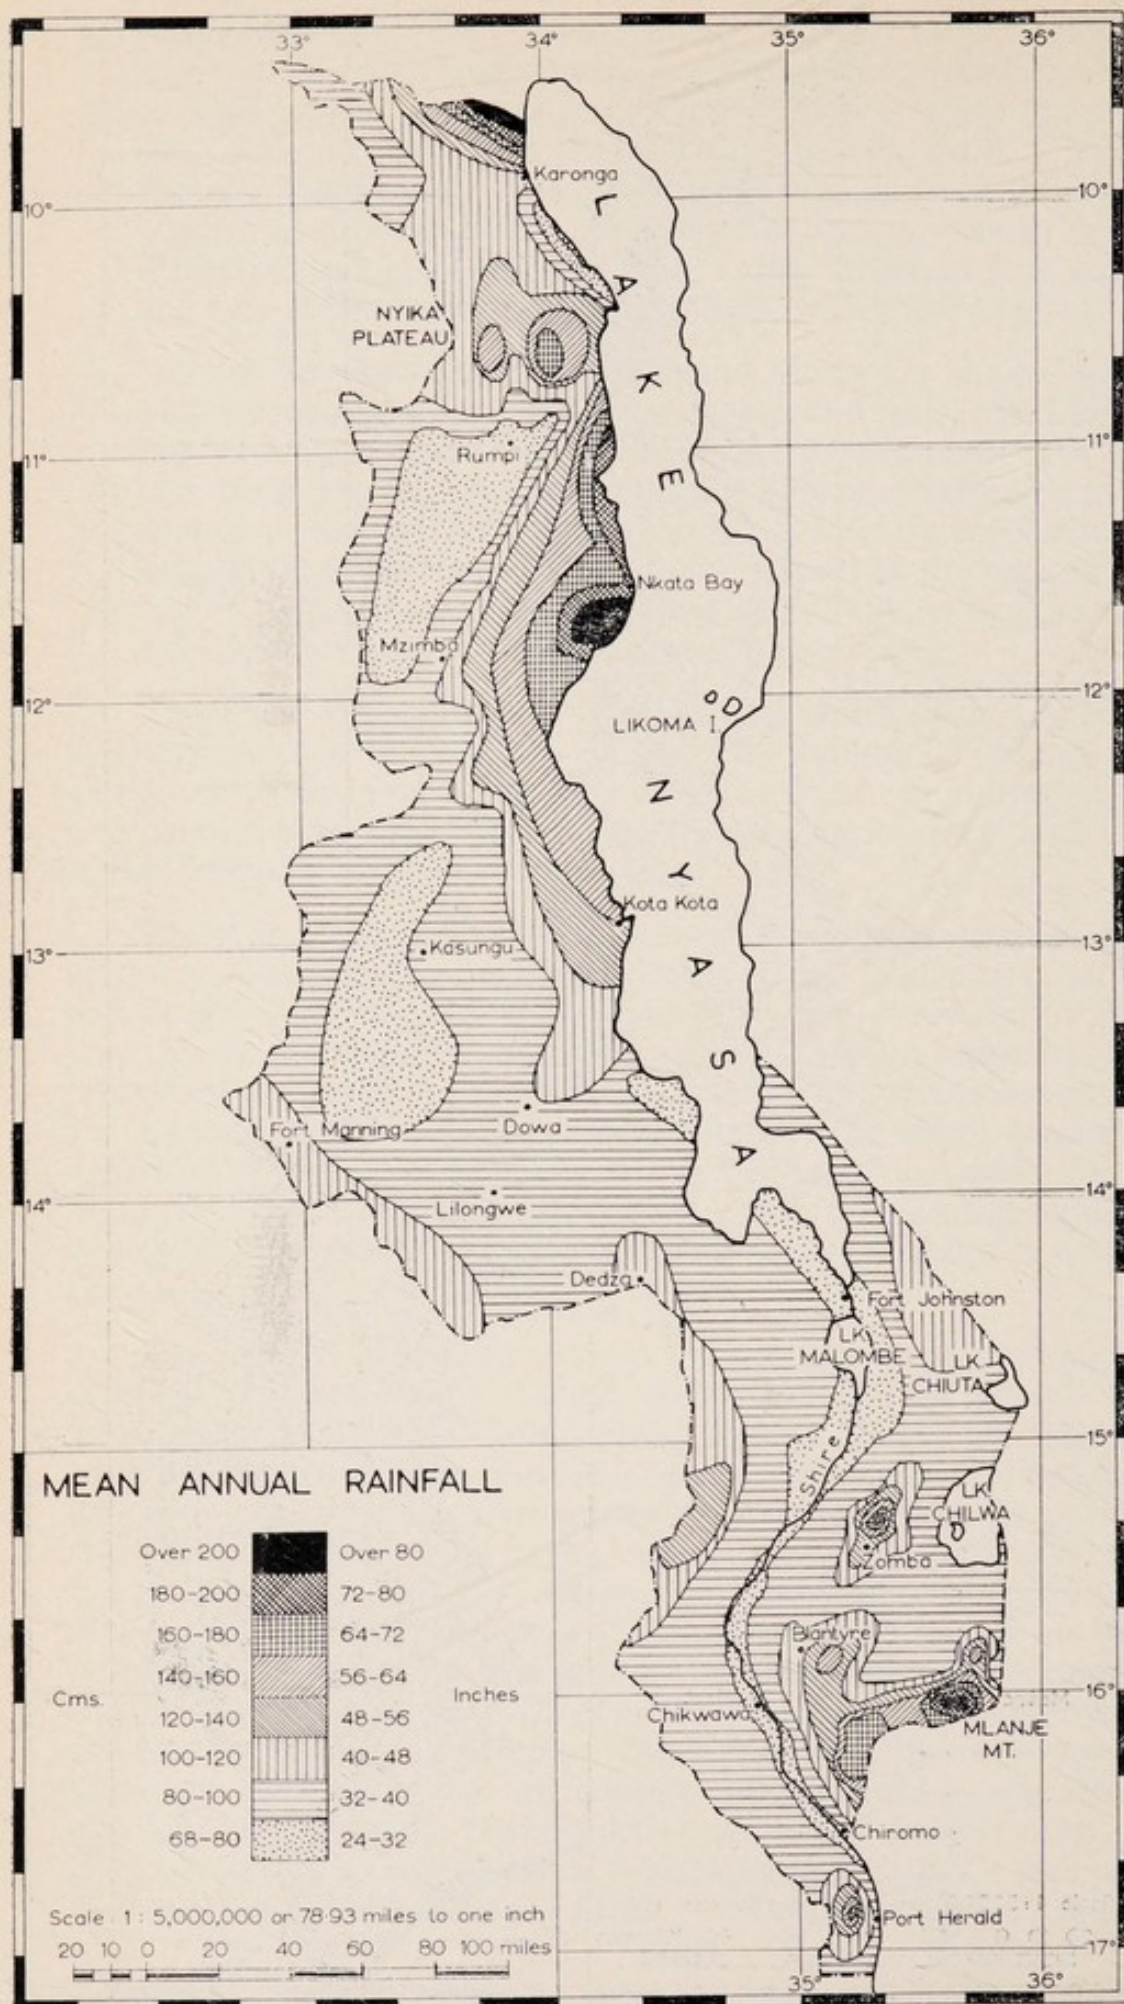 33° 34° 35° 36°
Karonga
10° 10°
L
A
K
E
NYIKA
PLATEAU
Rumpi
11° 11°
Nkata Bay
Mzimba
12° 12°
LIKOMA I
N
Y
A
S
A
Kota Kota
13° Kasungu 13°
Fort Manning
Dowa
14° 14°
Lilongwe
Dedza
Fort Johnston
LK
MALOMBE
LK
CHIUTA
15°
Shire
LK
CHILWA
Zomba
Blantyre
16°
Chikwawa
MLANJE
MT.
Chiromo
Port Herald
17°
35° 36°
MEAN ANNUAL RAINFALL
Over 200 Over 80
180-200 72-80
160-180 64-72
140-160 56-64
Cms. Inches
120-140 48-56
100-120 40-48
80-100 32-40
68-80 24-32
Scale 1: 5,000,000 or 78·93 miles to one inch
20 10 0 20 40 60 80 100 miles